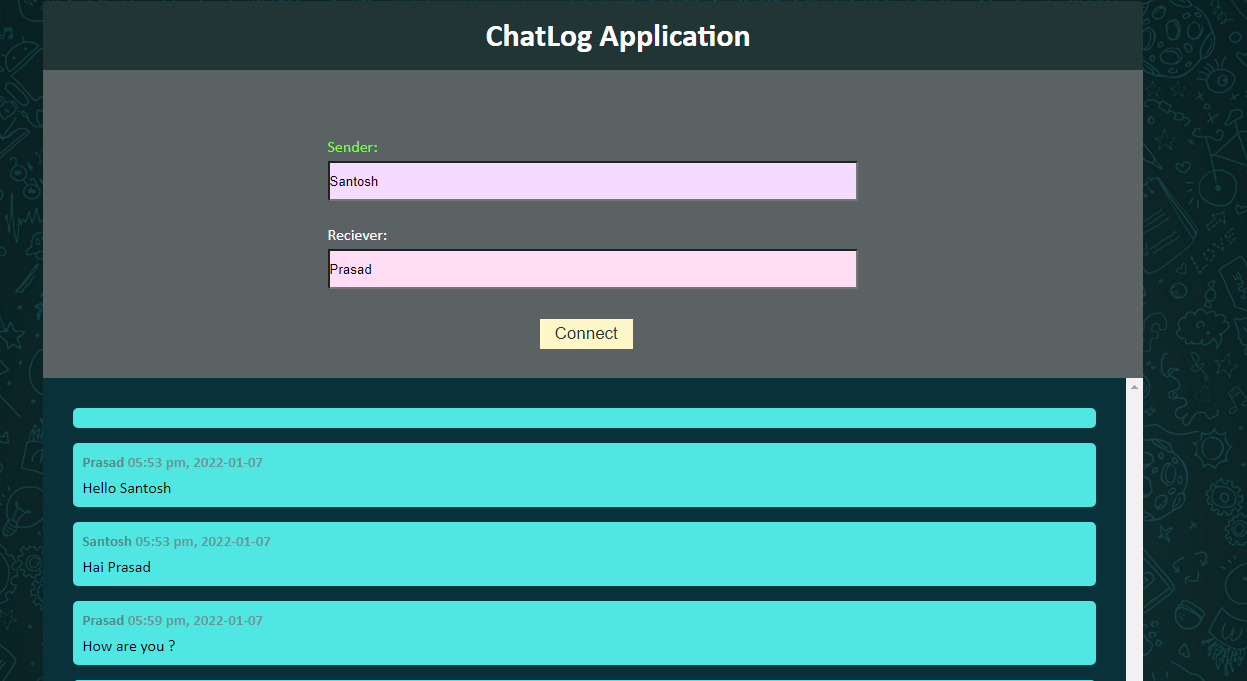 ChatLog Application
Sender:
Santosh
Reciever:
Prasad
Connect
Prasad 05:53 pm, 2022-01-07
Hello Santosh
Santosh 05:53 pm, 2022-01-07
Hai Prasad
Prasad 05:59 pm, 2022-01-07
How are you ?